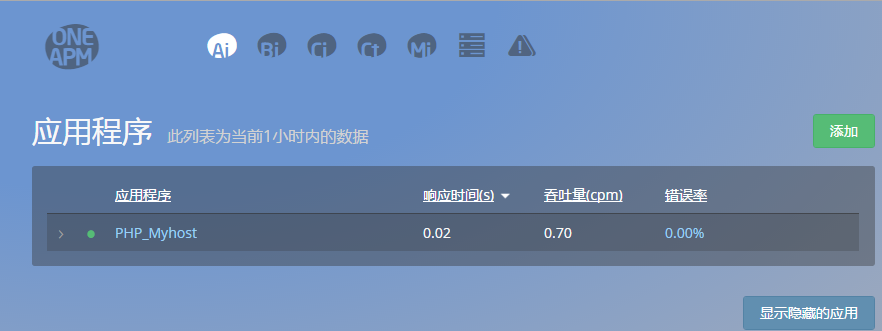 ONE
APM
Ai Bi Ci Ct Mi
应用程序 此列表为当前1小时内的数据
添加
应用程序 响应时间(s) 吞吐量(cpm) 错误率
PHP_Myhost 0.02 0.70 0.00%
显示隐藏的应用